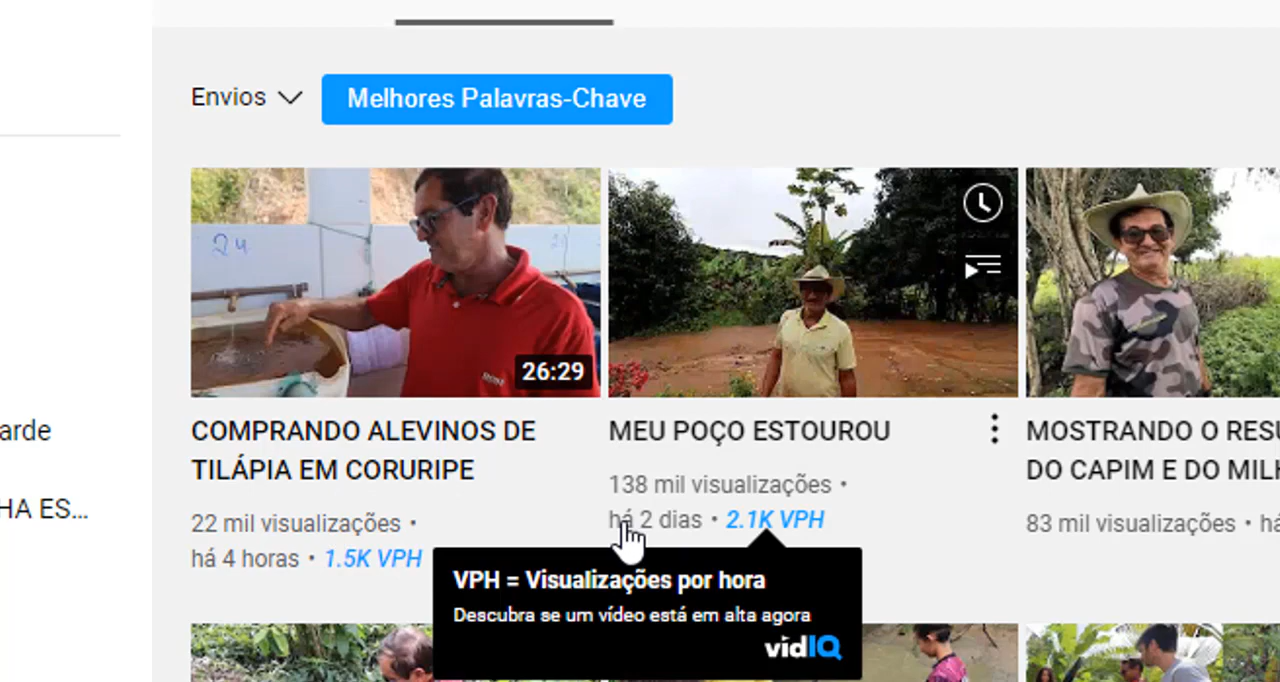 Envios
Melhores Palavras-Chave
24
26:29
COMPRANDO ALEVINOS DE
TILÁPIA EM CORURIPE
22 mil visualizações •
há 4 horas • 1.5K VPH
MEU POÇO ESTOUROU
138 mil visualizações •
há 2 dias • 2.1K VPH
MOSTRANDO O RESU
DO CAPIM E DO MILH
83 mil visualizações • há
VPH = Visualizações por hora
Descubra se um vídeo está em alta agora
vidIQ
arde
HA ES...